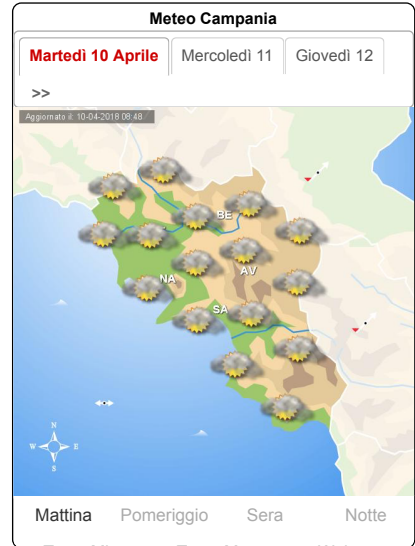 Meteo Campania
Martedì 10 Aprile Mercoledì 11 Giovedì 12
>>
Aggiornato il: 10-04-2018 08:48
BE
AV
NA
SA
N
W E
S
Mattina Pomeriggio Sera Notte